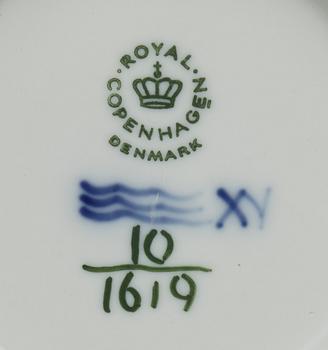 ROYAL
COPENHAGEN
DENMARK
XV
10
1619